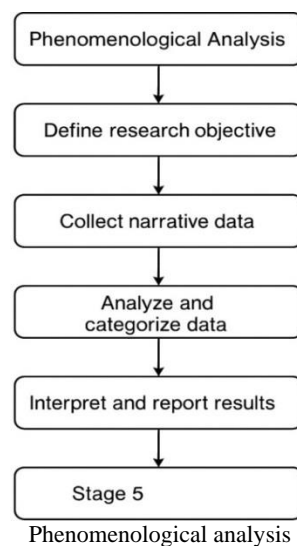 Phenomenological Analysis
Define research objective
Collect narrative data
Analyze and
categorize data
Interpret and report results
Stage 5
Phenomenological analysis